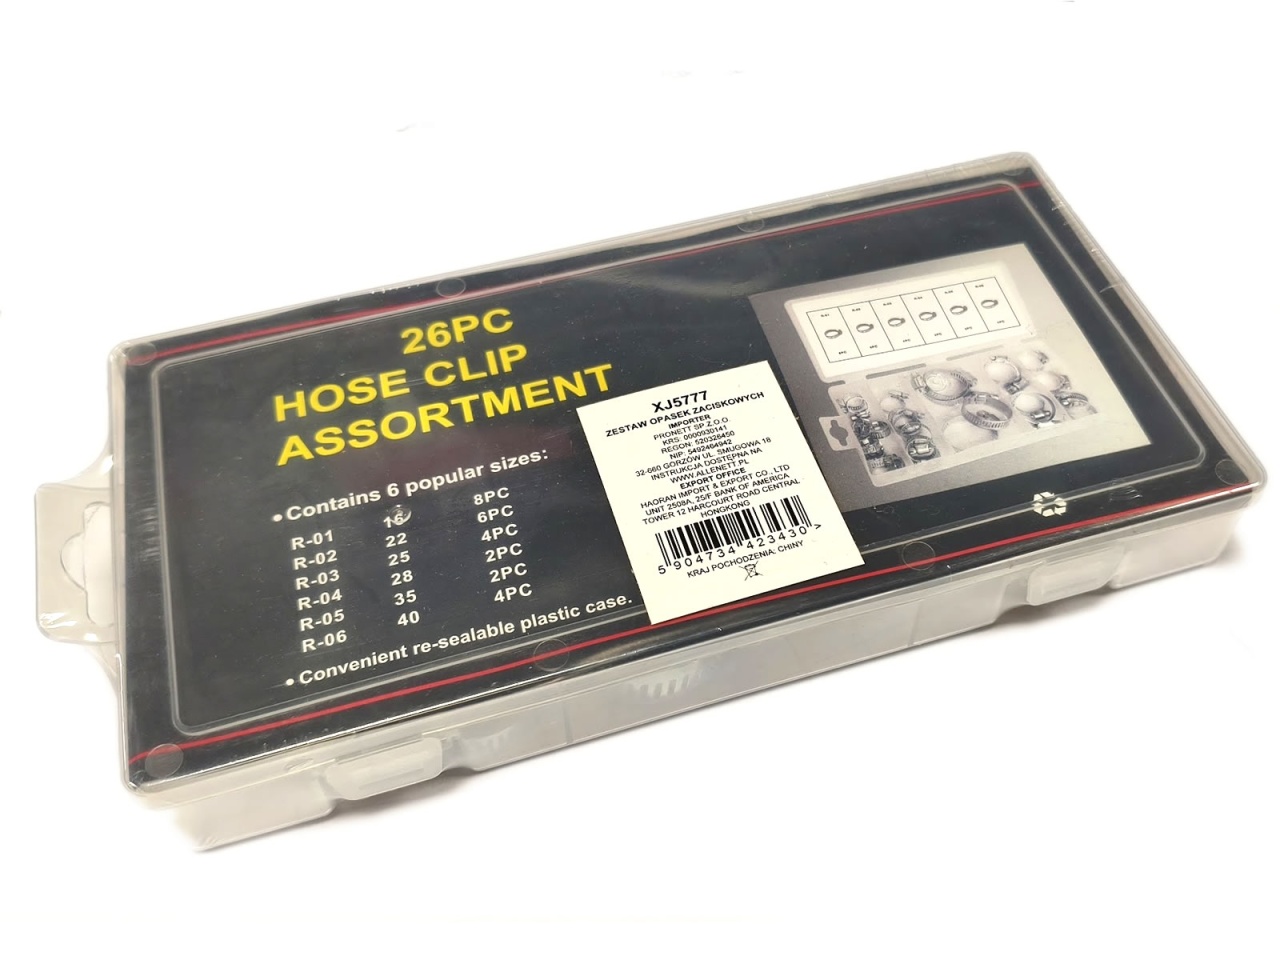 26PC
HOSE CLIP
ASSORTMENT
• Contains 6 popular sizes:
R-01 16 8PC
R-02 22 6PC
R-03 25 4PC
R-04 28 2PC
R-05 35 2PC
R-06 40 4PC
• Convenient re-sealable plastic case.
XJ5777
ZESTAW OPASEK ZACISKOWYCH
IMPORTER
PRONETT SP.Z.O.O.
KRS: 0000930141
REGON: 520328450
NIP: 5492464942
32-660 GORZÓW UL. SMUGOWA 18
INSTRUKCJA DOSTĘPNA NA
WWW.ALLENETT.PL
EXPORT OFFICE
HAORAN IMPORT & EXPORT CO., LTD
UNIT 2508A, 25/F BANK OF AMERICA
TOWER 12 HARCOURT ROAD CENTRAL
HONGKONG
5 904734 423430 >
KRAJ POCHODZENIA: CHINY